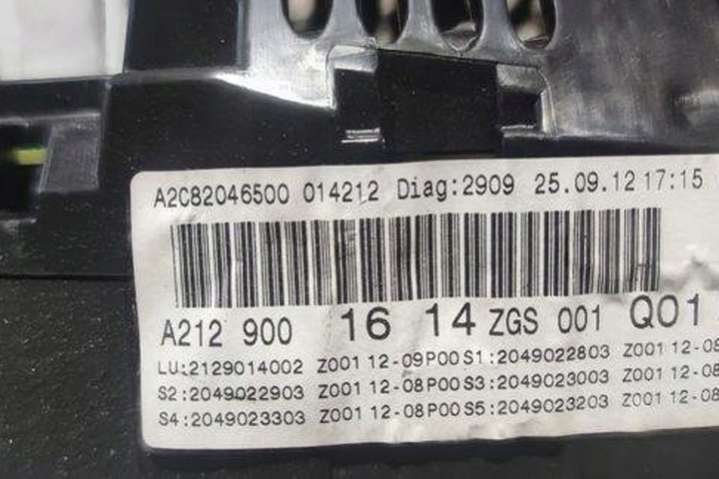 A2C82046500 014212 Diag:2909 25.09.12 17:15
A212 900 16 14 ZGS 001 Q01
LU:2129014002 Z001 12-09P00 S1:2049022803 Z001 12-08
S2:2049022903 Z001 12-08P00 S3:2049023003 Z001 12-08
S4:2049023303 Z001 12-08P00 S5:2049023203 Z001 12-08